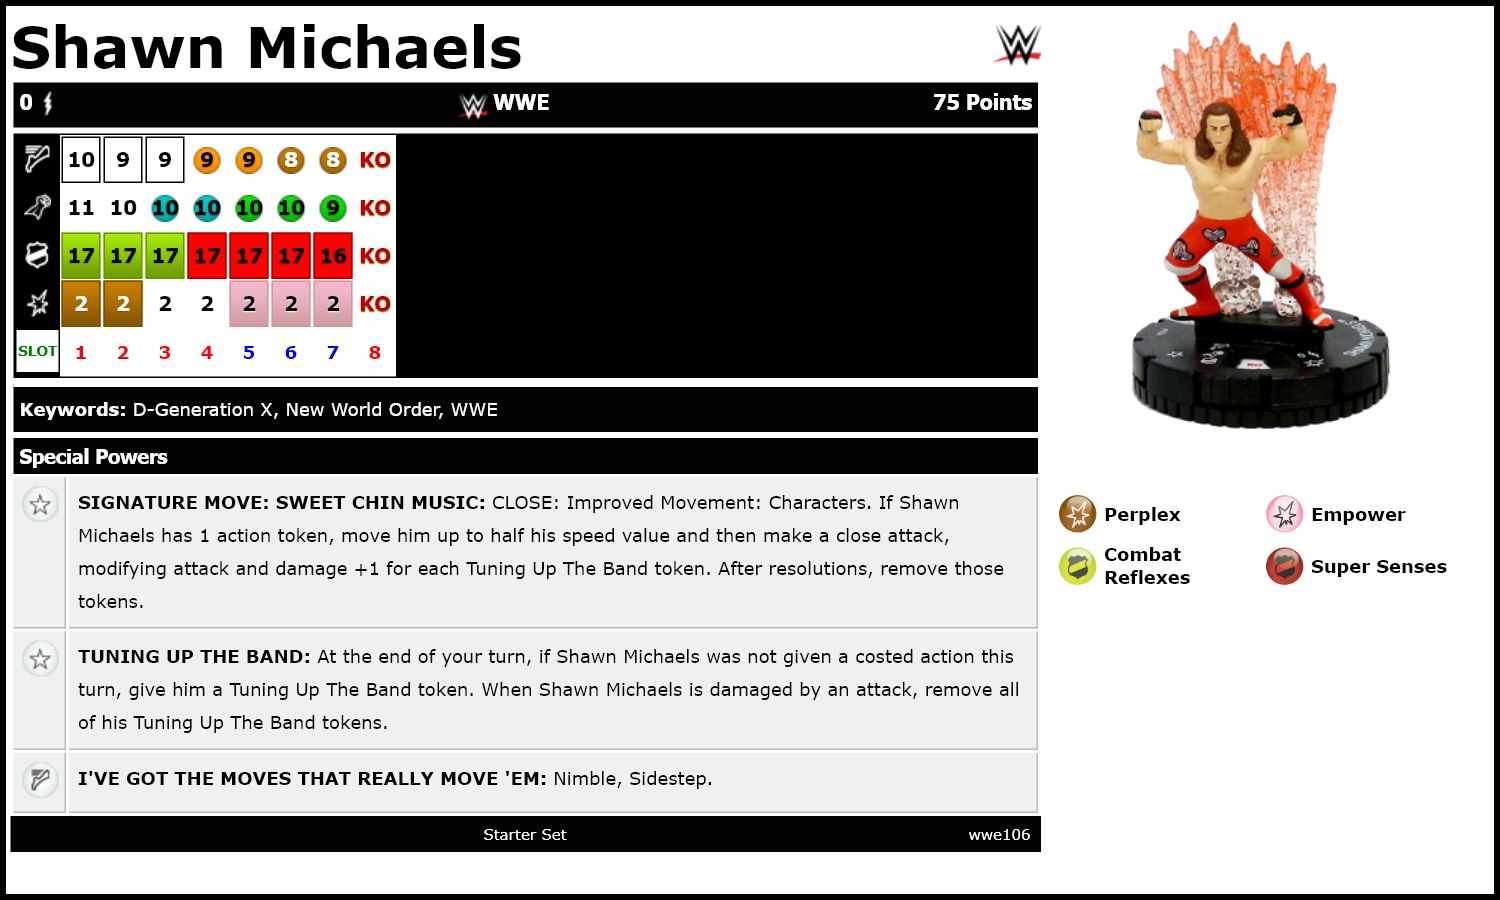 Shawn Michaels
0 WWE 75 Points
10 9 9 9 9 8 8 KO
11 10 10 10 10 10 9 KO
17 17 17 17 17 17 16 KO
2 2 2 2 2 2 2 KO
SLOT 1 2 3 4 5 6 7 8
Keywords: D-Generation X, New World Order, WWE
Special Powers
SIGNATURE MOVE: SWEET CHIN MUSIC: CLOSE: Improved Movement: Characters. If Shawn
Michaels has 1 action token, move him up to half his speed value and then make a close attack,
modifying attack and damage +1 for each Tuning Up The Band token. After resolutions, remove those
tokens.
TUNING UP THE BAND: At the end of your turn, if Shawn Michaels was not given a costed action this
turn, give him a Tuning Up The Band token. When Shawn Michaels is damaged by an attack, remove all
of his Tuning Up The Band tokens.
I'VE GOT THE MOVES THAT REALLY MOVE 'EM: Nimble, Sidestep.
Starter Set wwe106
KO
Perplex Empower
Combat
Reflexes
Super Senses